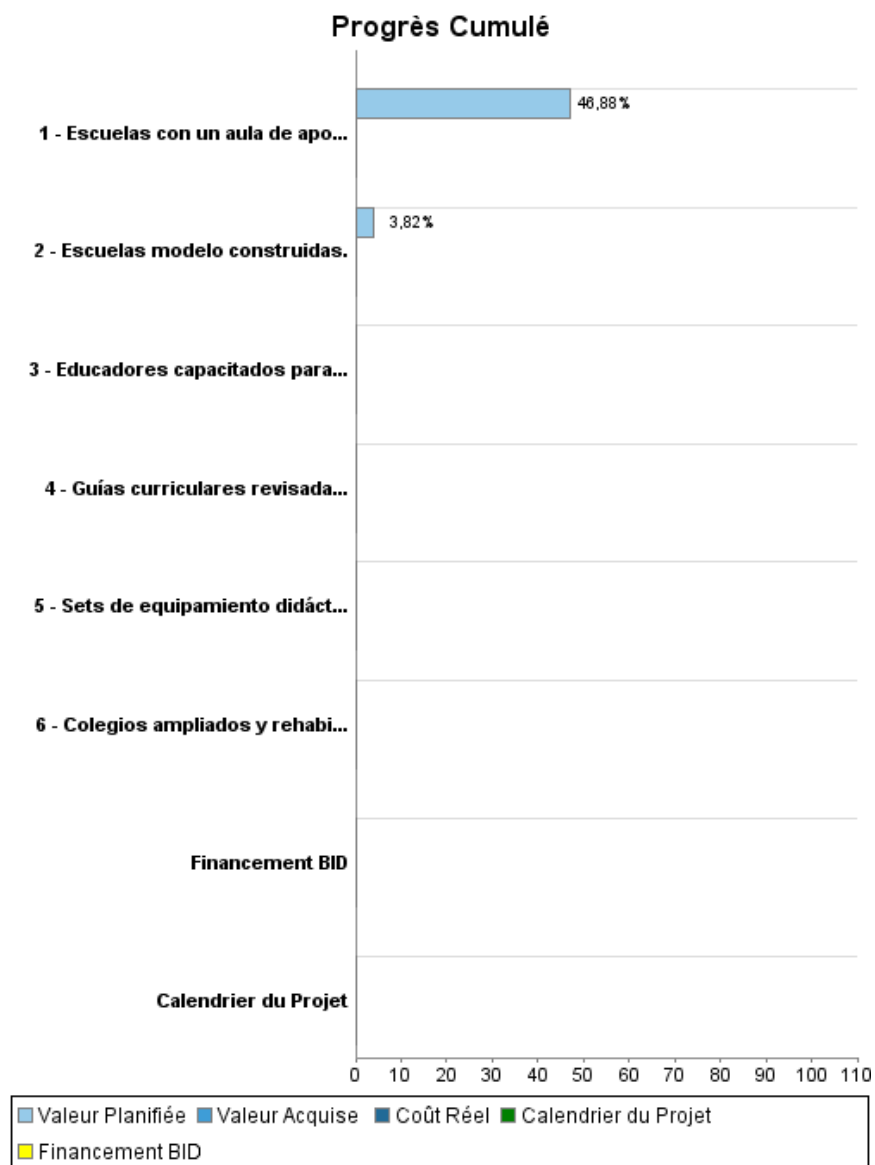 Progrès Cumulé
46,88%
1 - Escuelas con un aula de apo...
3,82%
2 - Escuelas modelo construidas.
3 - Educadores capacitados para...
4 - Guías curriculares revisada...
5 - Sets de equipamiento didáct...
6 - Colegios ampliados y rehabi...
Financement BID
Calendrier du Projet
0 10 20 30 40 50 60 70 80 90 100 110
Valeur Planifiée Valeur Acquise Coût Réel Calendrier du Projet
Financement BID